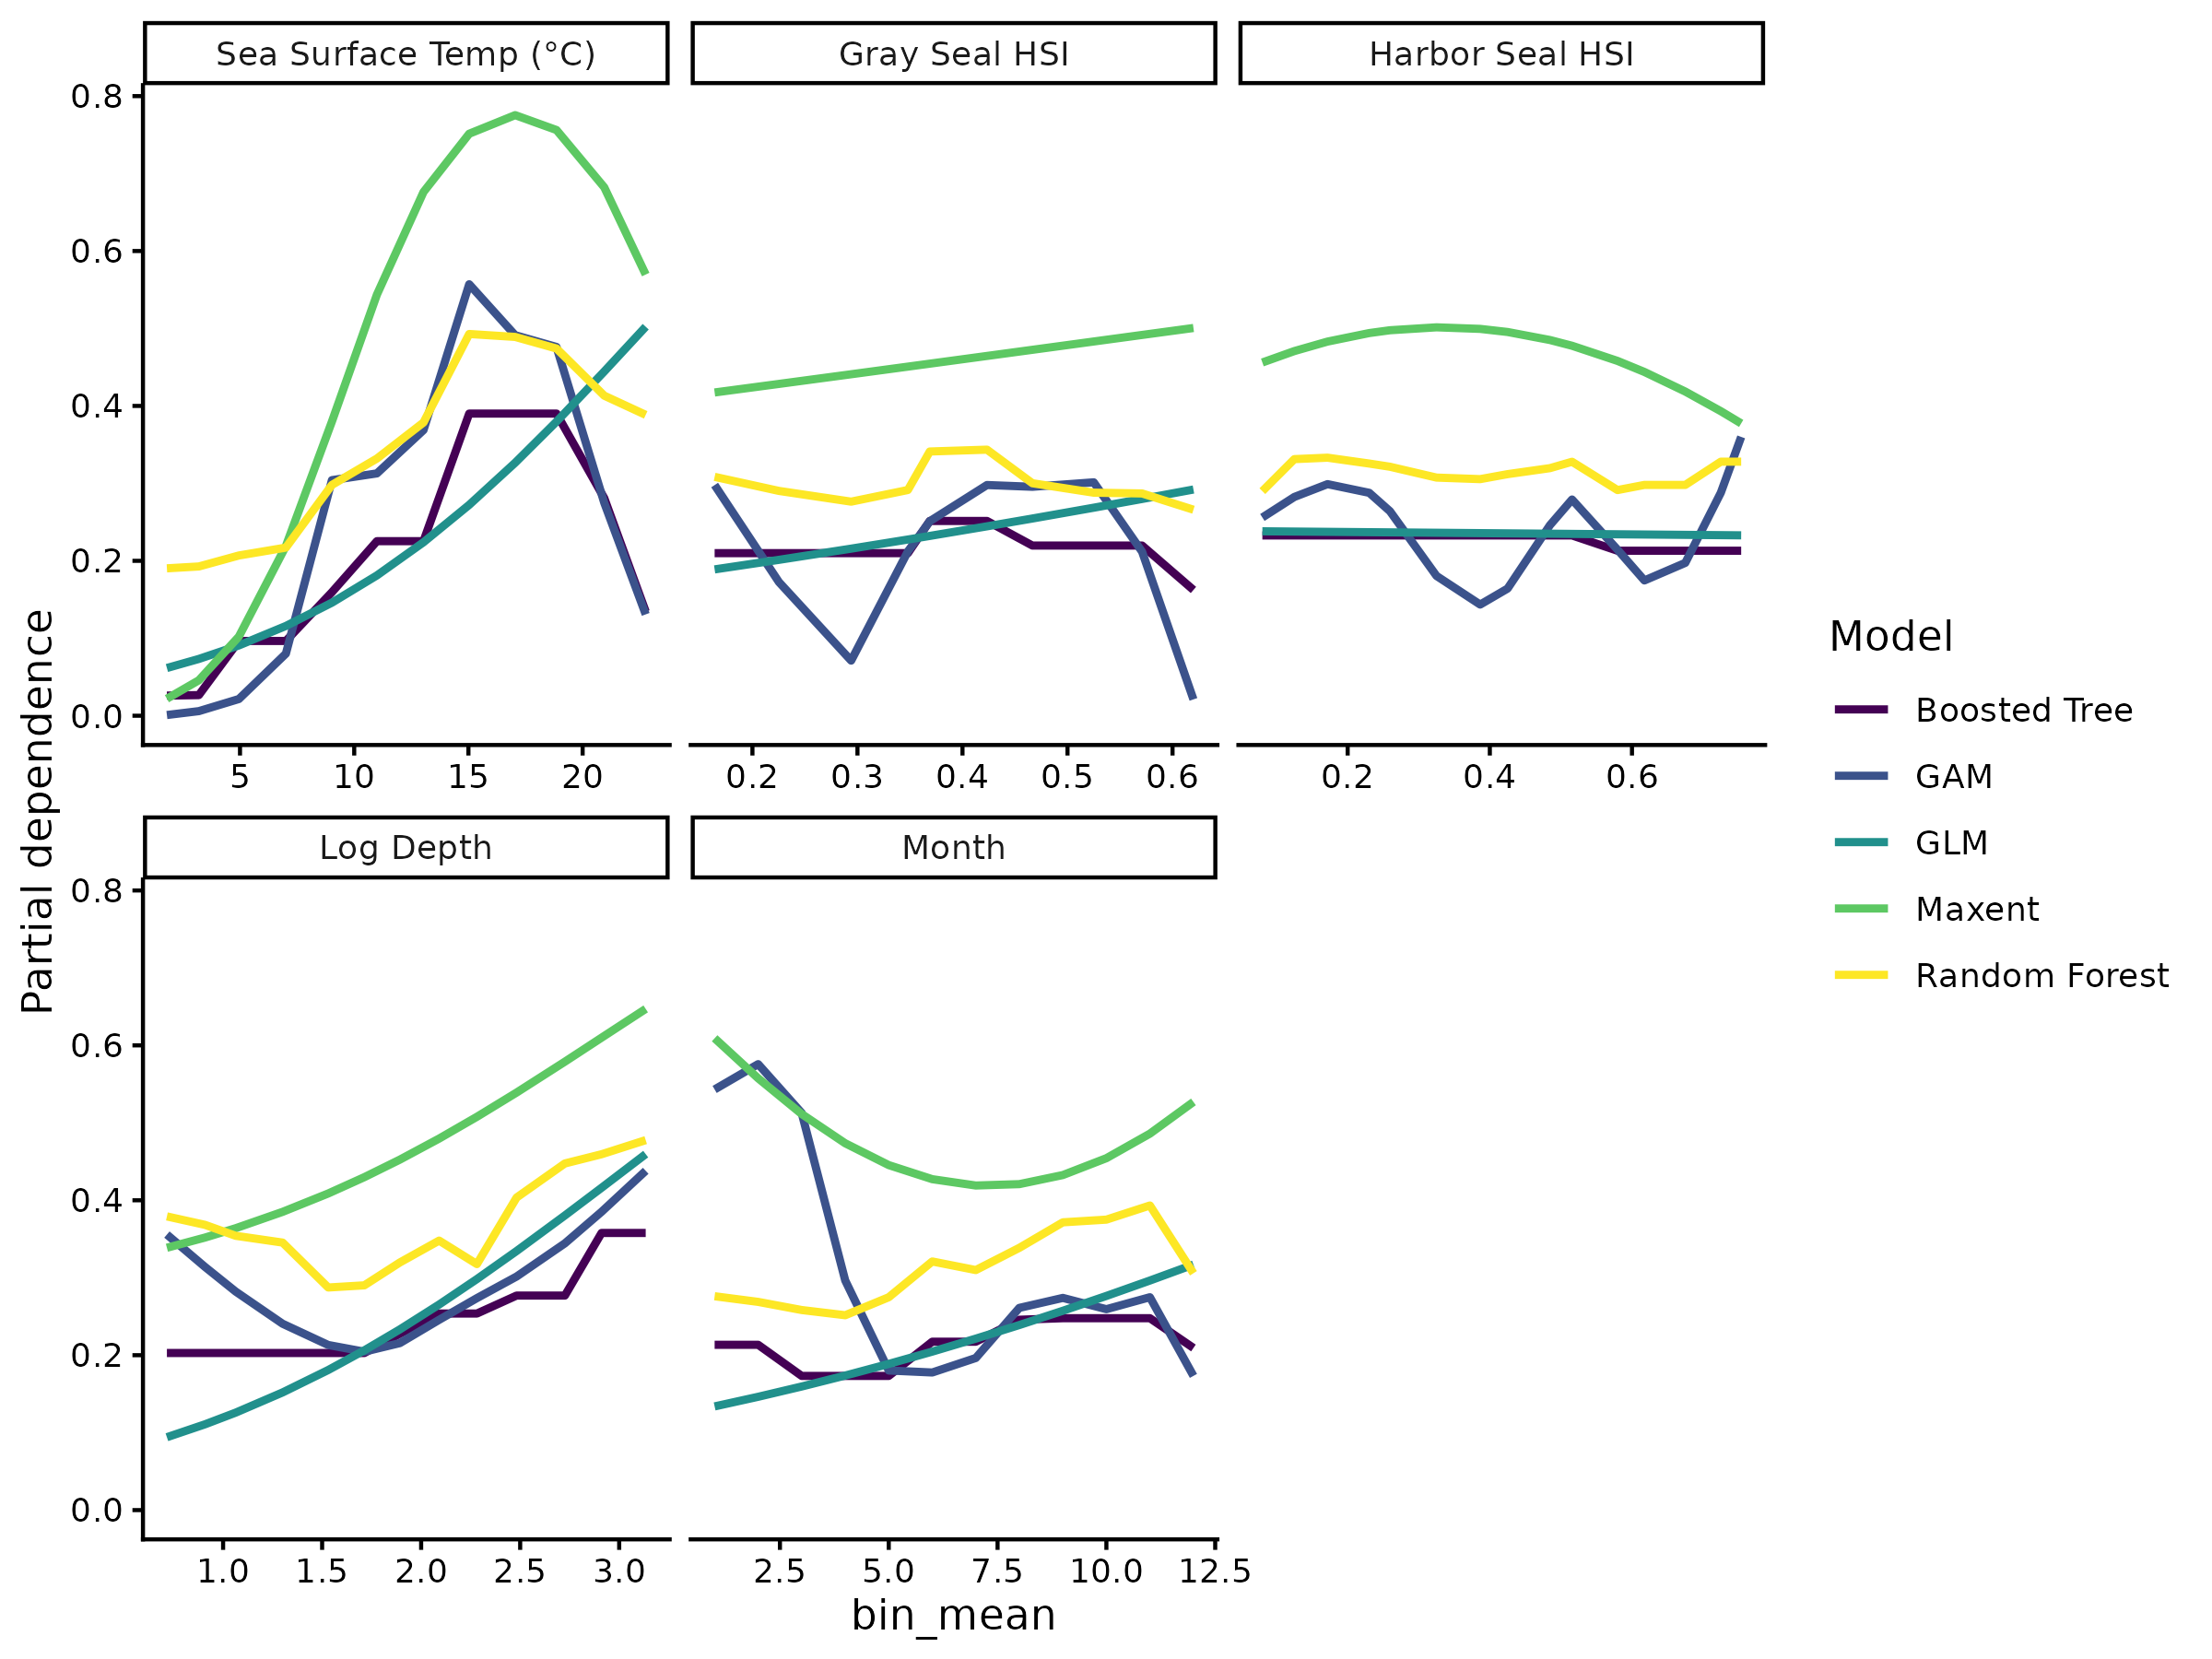 Sea Surface Temp (°C)
Gray Seal HSI
Harbor Seal HSI
0.8
0.6
0.4
0.2
0.0
5 10 15 20
0.2 0.3 0.4 0.5 0.6
0.2 0.4 0.6
Partial dependence
Log Depth
Month
0.8
0.6
0.4
0.2
0.0
1.0 1.5 2.0 2.5 3.0
2.5 5.0 7.5 10.0 12.5
bin_mean
Model
Boosted Tree
GAM
GLM
Maxent
Random Forest